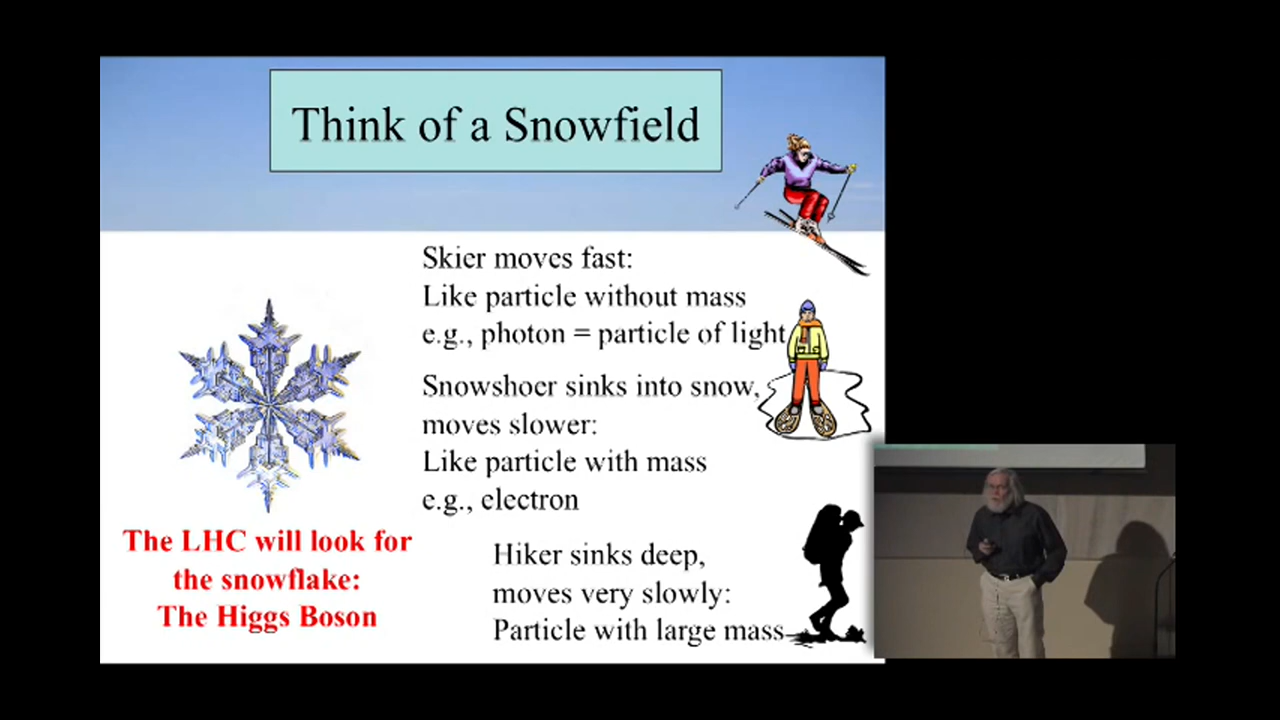 Think of a Snowfield
Skier moves fast:
Like particle without mass
e.g., photon = particle of light
Snowshoer sinks into snow,
moves slower:
Like particle with mass
e.g., electron
Hiker sinks deep,
moves very slowly:
Particle with large mass
The LHC will look for
the snowflake:
The Higgs Boson